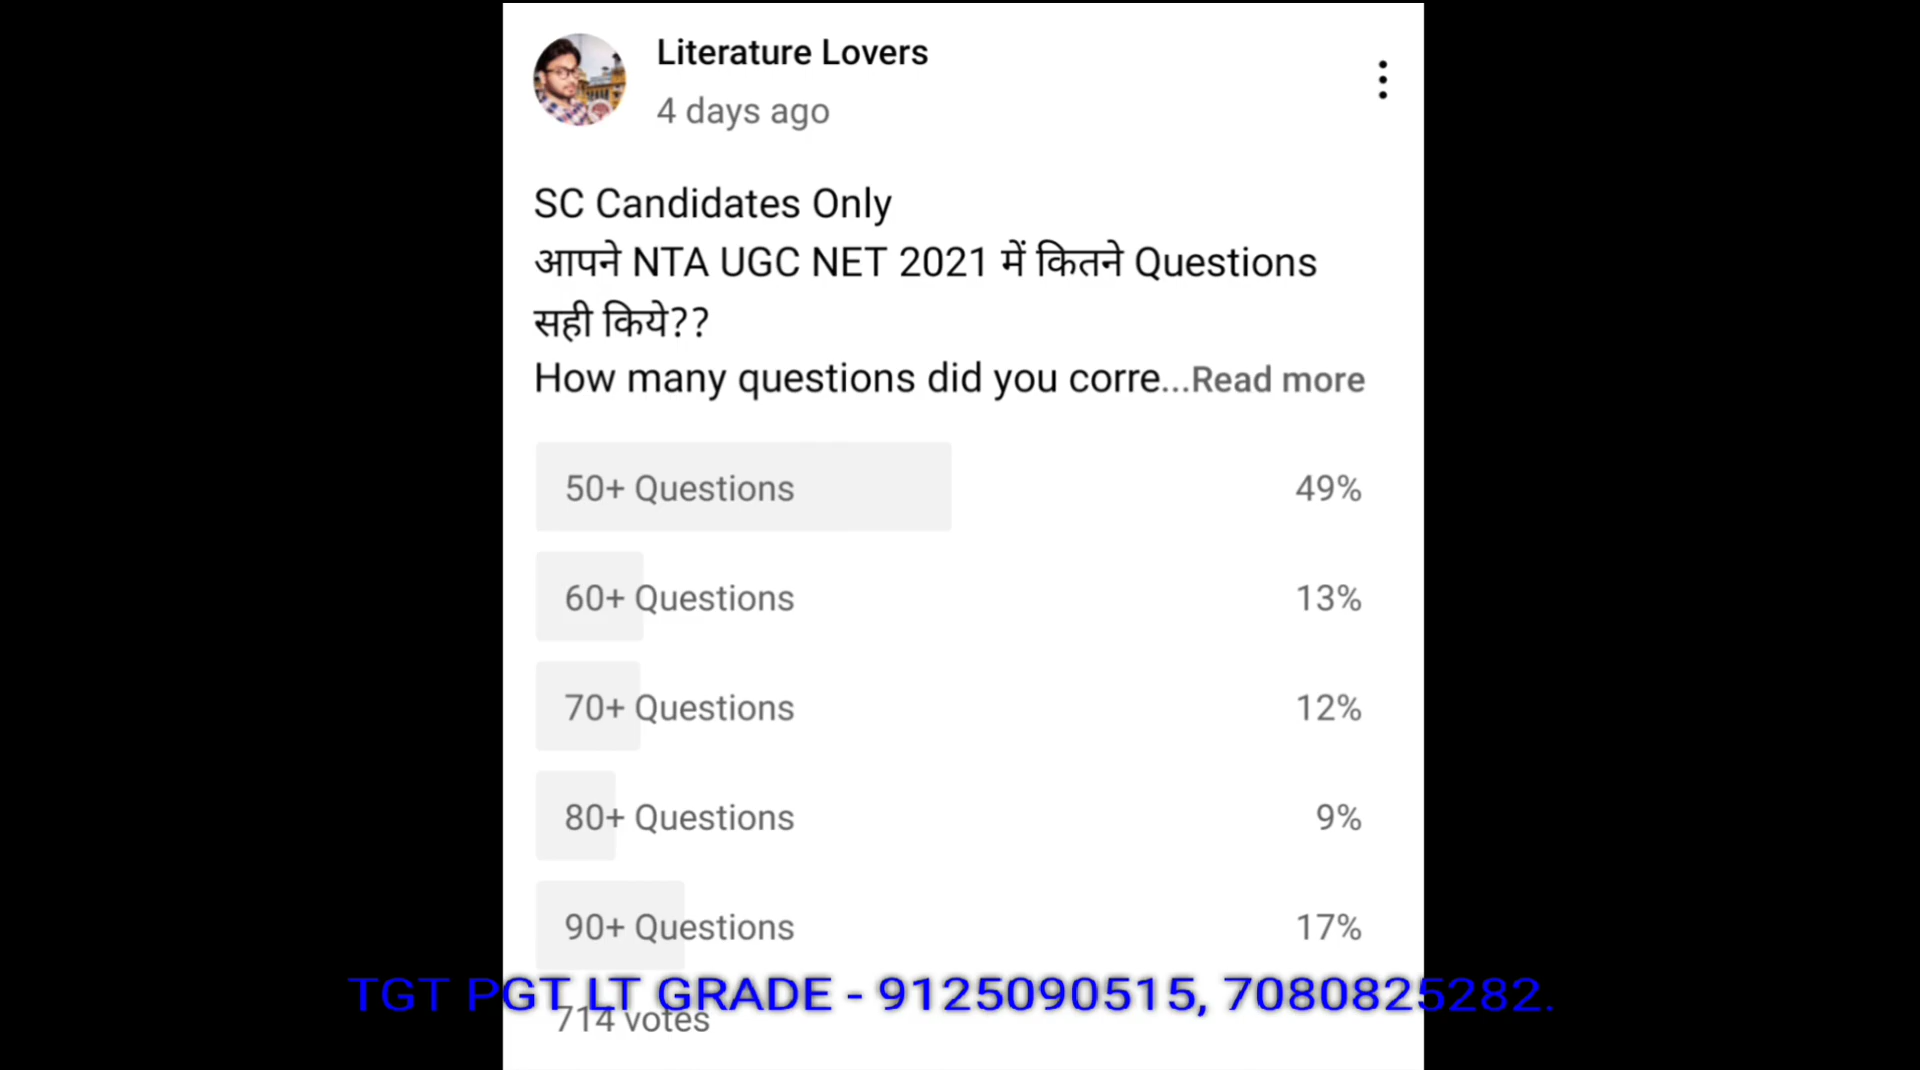 Literature Lovers
4 days ago
SC Candidates Only
आपने NTA UGC NET 2021 में कितने Questions
सही किये??
How many questions did you corre...Read more
50+ Questions 49%
60+ Questions 13%
70+ Questions 12%
80+ Questions 9%
90+ Questions 17%
TGT PGT LT GRADE - 9125090515, 7080825282.
714 votes